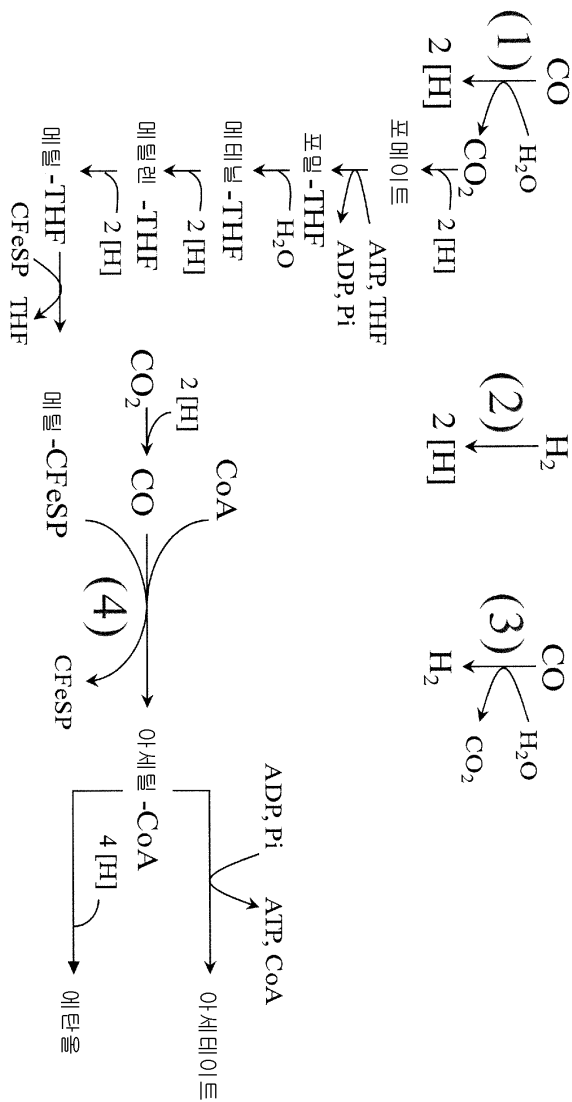 CO
H₂O
(1)
2 [H]
CO₂
2 [H]
포메이트
ATP, THF
ADP, Pi
포밀-THF
H₂O
메테닐-THF
2 [H]
메틸렌-THF
2 [H]
메틸-THF
CFeSP
THF
메틸-CFeSP
CO₂
2 [H]
CO
CoA
(4)
CFeSP
아세틸-CoA
ADP, Pi
ATP, CoA
아세테이트
4 [H]
에탄올
H₂
(2)
2 [H]
CO
H₂O
(3)
CO₂
H₂